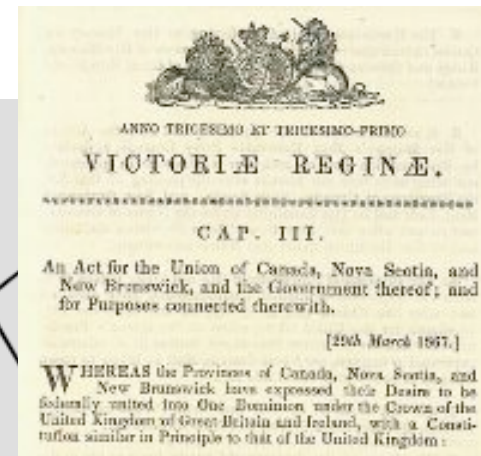 ANNO TRICESIMO ET TRICESIMO-PRIMO
VICTORIÆ REGINÆ.
CAP. III.
An Act for the Union of Canada, Nova Scotia, and
New Brunswick, and the Government thereof; and
for Purposes connected therewith.
[29th March 1867.]
WHEREAS the Provinces of Canada, Nova Scotia, and
New Brunswick have expressed their Desire to be
federally united into One Dominion under the Crown of the
United Kingdom of Great Britain and Ireland, with a Consti-
tution similar in Principle to that of the United Kingdom: